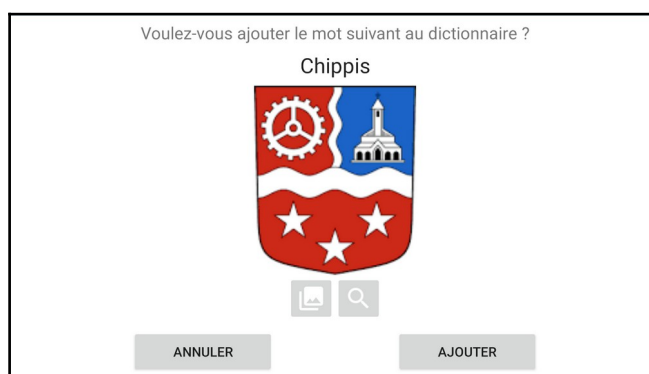 Voulez-vous ajouter le mot suivant au dictionnaire ?
Chippis
ANNULER
AJOUTER